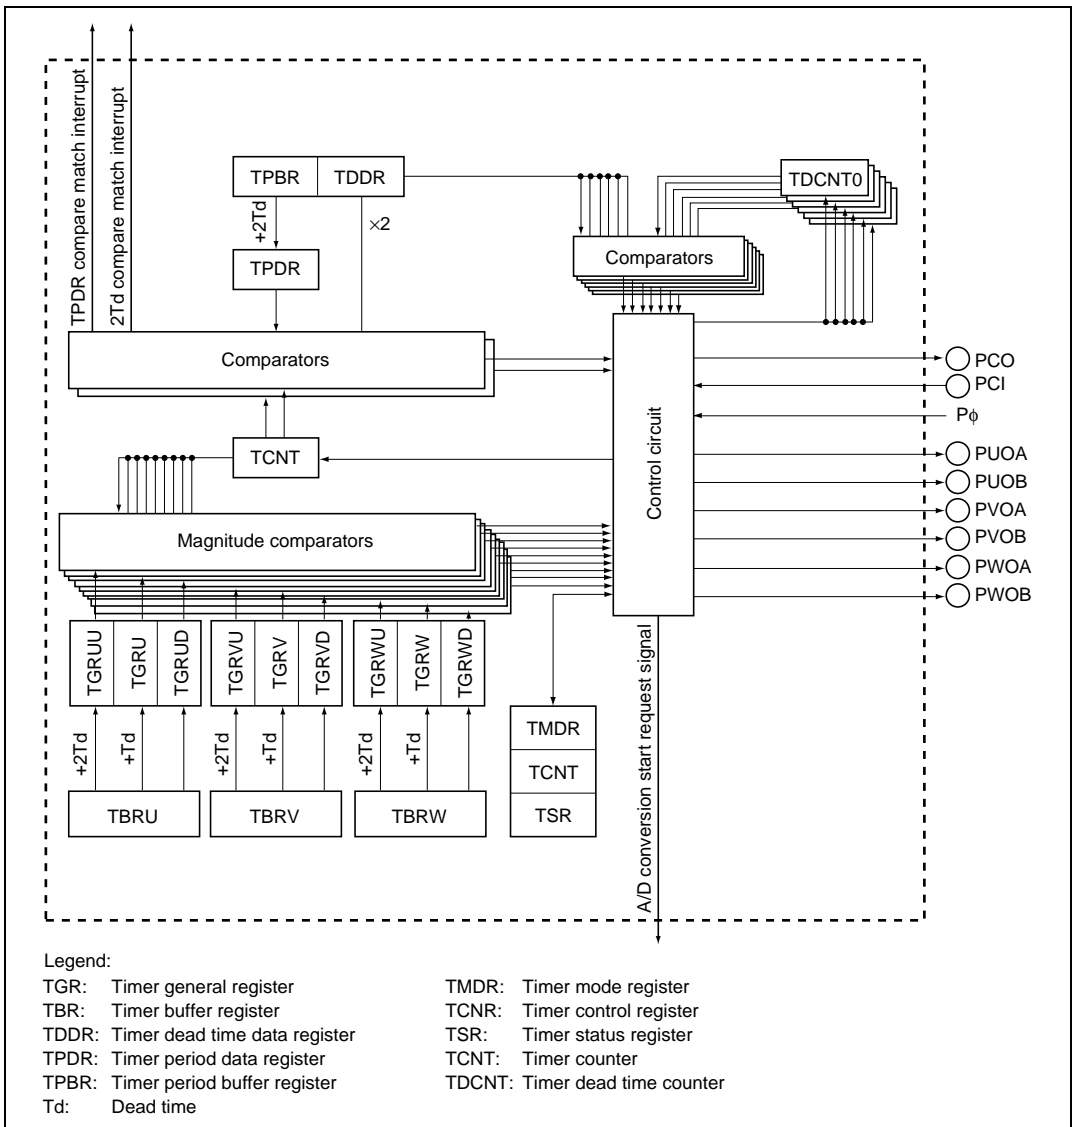 TPDR compare match interrupt
2Td compare match interrupt
TPBR TDDR
TDCNT0
+2Td
×2
TPDR
Comparators
Comparators
Control circuit
TCNT
Magnitude comparators
PCO
PCI
Pϕ
PUOA
PUOB
PVOA
PVOB
PWOA
PWOB
TGRUU TGRU TGRUD
TGRVU TGRV TGRVD
TGRWU TGRW TGRWD
+2Td +Td
+2Td +Td
+2Td +Td
TBRU
TBRV
TBRW
TMDR
TCNT
TSR
A/D conversion start request signal
Legend:
TGR: Timer general register
TBR: Timer buffer register
TDDR: Timer dead time data register
TPDR: Timer period data register
TPBR: Timer period buffer register
Td: Dead time
TMDR: Timer mode register
TCNR: Timer control register
TSR: Timer status register
TCNT: Timer counter
TDCNT: Timer dead time counter